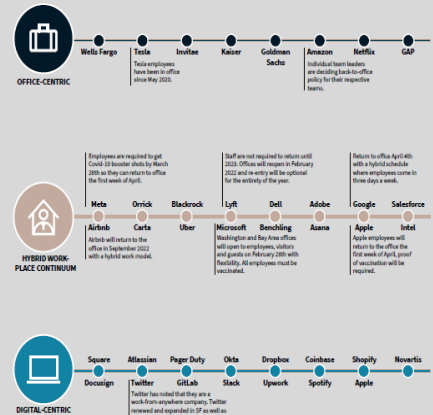 Wells Fargo Tesla Invitae Kaiser Goldman Sachs Amazon Netflix GAP
Tesla employees
have been in office
since May 2020.
Individual team leaders
are deciding back-to-office
policy for their respective
teams.
OFFICE-CENTRIC
Employees are required to get
Covid-19 booster shots by March
28th so they can return to office
the first week of April.
Staff are not required to return until
2023. Offices will reopen in February
2022 and re-entry will be optional
for the entirety of the year.
Return to office April 4th
with a hybrid schedule
where employees come in
three days a week.
Meta Orrick Blackrock Lyft Dell Adobe Google Salesforce
Airbnb Carta Uber Microsoft Benchling Asana Apple Intel
Airbnb will return to the
office in September 2022
with a hybrid work model.
Washington and Bay Area offices
will open to employees, visitors
and guests on February 28th with
flexibility. All employees must be
vaccinated.
Apple employees will
return to the office the
first week of April, proof
of vaccination will be
required.
HYBRID WORK-
PLACE CONTINUUM
Square Atlassian Pager Duty Okta Dropbox Coinbase Shopify Novartis
Docusign Twitter GitLab Slack Upwork Spotify Apple
Twitter has noted that they are a
work-from-anywhere company. Twitter
renewed and expanded in SF as well as
DIGITAL-CENTRIC